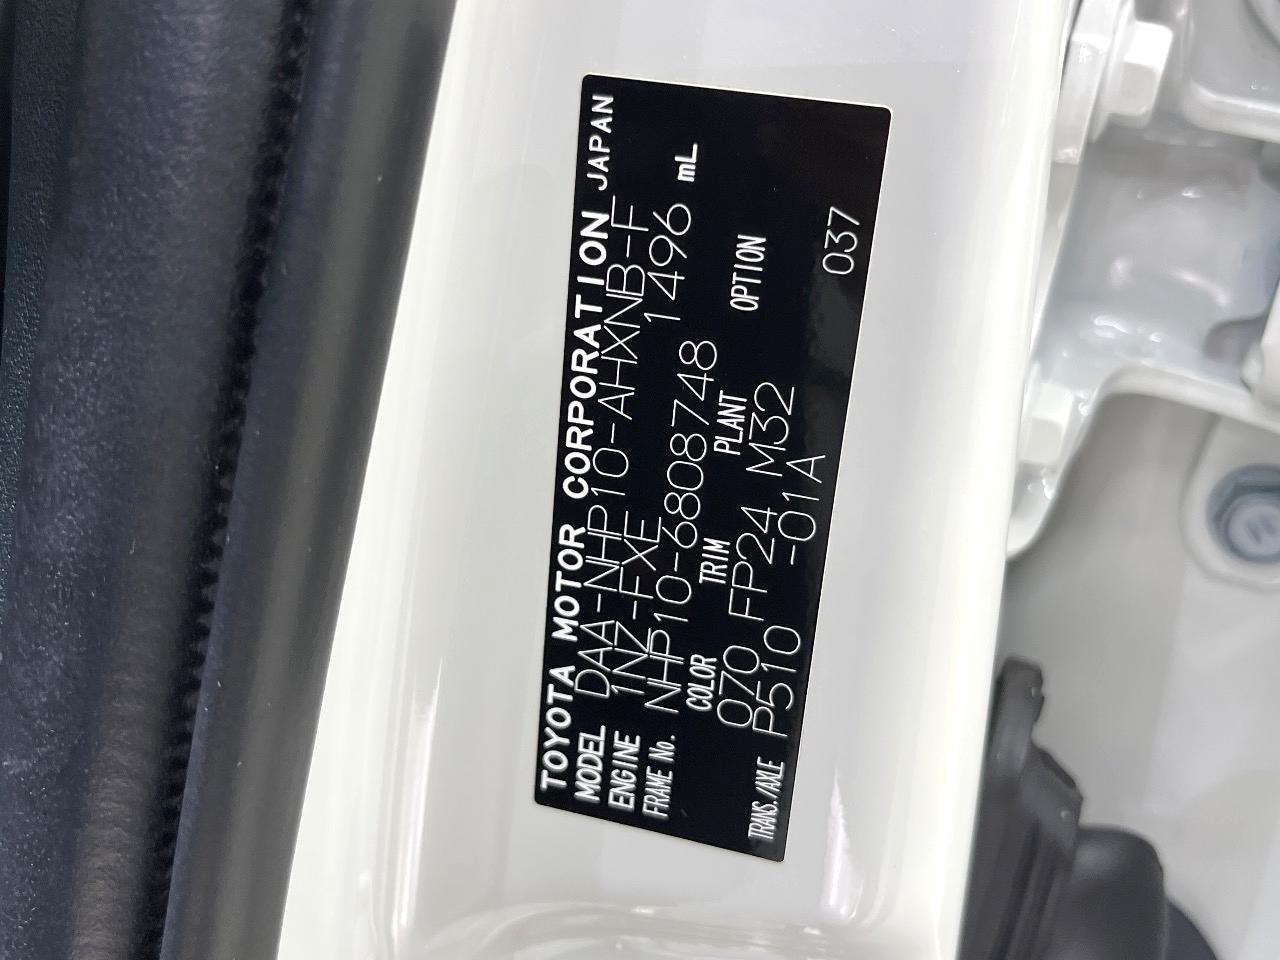 TOYOTA MOTOR CORPORATION JAPAN
MODEL DAA-NHP10-AHXNB-F
ENGINE 1NZ-FXE 1496 mL
FRAME No. NHP10-6808748
COLOR TRIM PLANT OPTION
070 FP24 M32
TRANS./AXLE P510 -01A 037